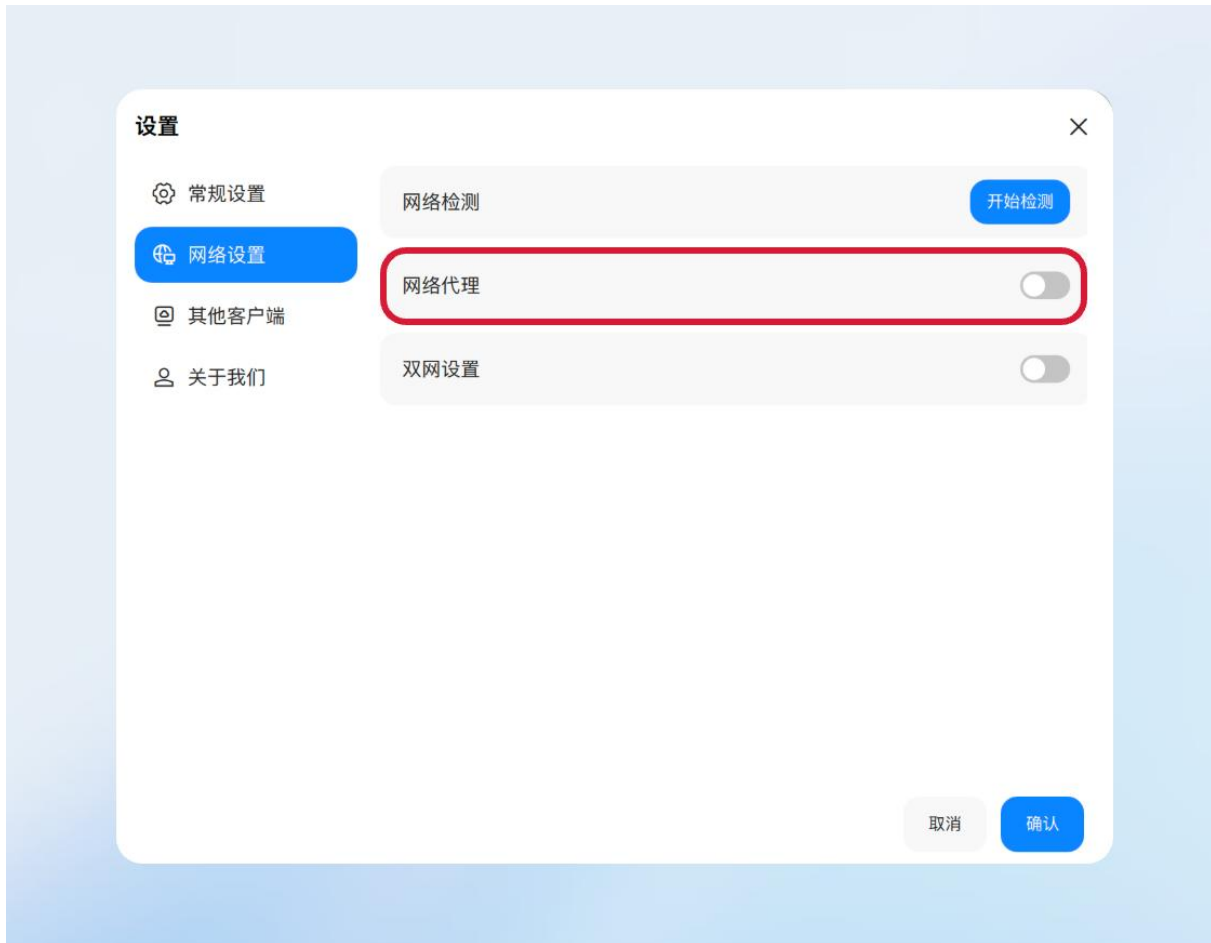 设置
常规设置
网络设置
其他客户端
关于我们
网络检测
开始检测
网络代理
双网设置
取消
确认